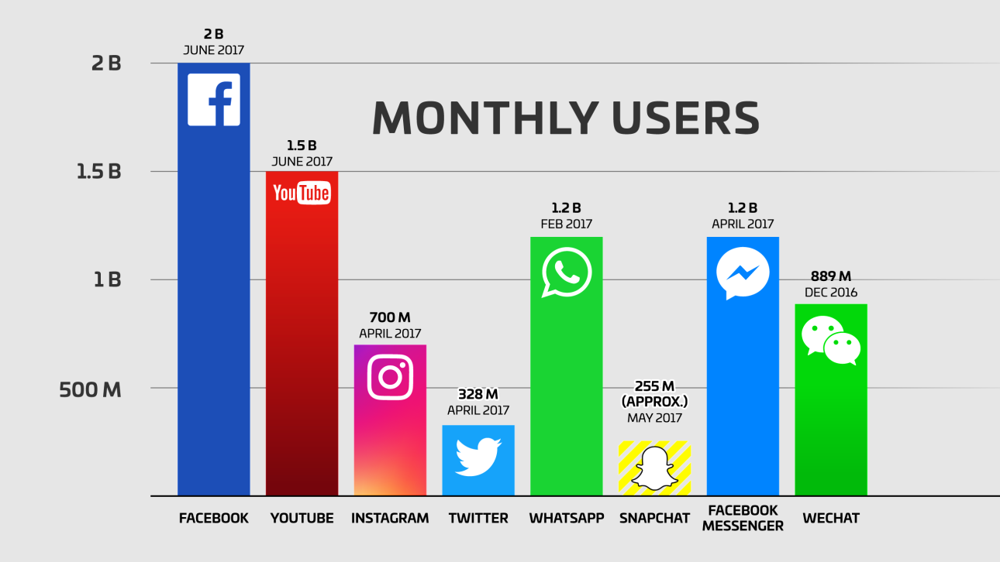 MONTHLY USERS
2 B
1.5 B
1 B
500 M
2 B
JUNE 2017
1.5 B
JUNE 2017
YouTube
700 M
APRIL 2017
328 M
APRIL 2017
1.2 B
FEB 2017
255 M
(APPROX.)
MAY 2017
1.2 B
APRIL 2017
889 M
DEC 2016
FACEBOOK
YOUTUBE
INSTAGRAM
TWITTER
WHATSAPP
SNAPCHAT
FACEBOOK
MESSENGER
WECHAT